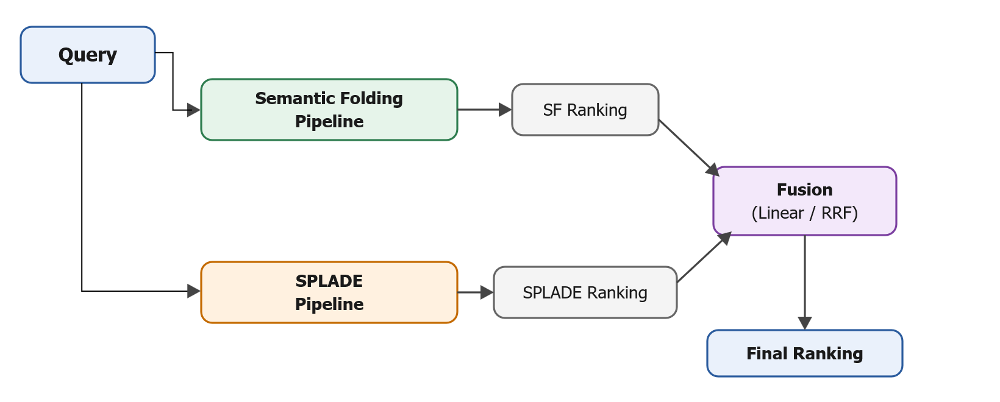 Query
Semantic Folding
Pipeline
SF Ranking
Fusion
(Linear / RRF)
SPLADE
Pipeline
SPLADE Ranking
Final Ranking